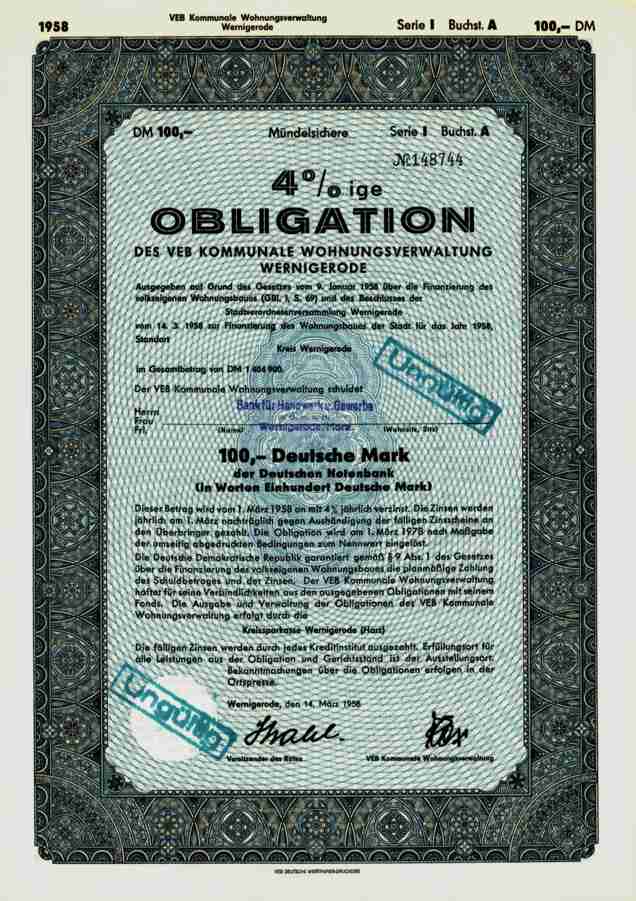 1958
VEB Kommunale Wohnungsverwaltung
Wernigerode
Serie I Buchst. A 100,— DM
DM 100,— Mündelsichere Serie I Buchst. A
№ 148744
4%ige
OBLIGATION
DES VEB KOMMUNALE WOHNUNGSVERWALTUNG
WERNIGERODE
Ausgegeben auf Grund des Gesetzes vom 9. Januar 1958 über die Finanzierung des
volkseigenen Wohnungsbaues (GBl. I, S. 69) und des Beschlusses der
Stadtverordnetenversammlung Wernigerode
vom 14. 3. 1958 zur Finanzierung des Wohnungsbaues der Stadt für das Jahr 1958,
Standort
Kreis Wernigerode
im Gesamtbetrag von DM 1 404 900.
Ungültig
Der VEB Kommunale Wohnungsverwaltung schuldet
Bank für Handwerk u. Gewerbe
Herrn
Frau
Frl.
Wernigerode/Harz
(Name) (Wohnsitz, Sitz)
100,— Deutsche Mark
der Deutschen Notenbank
(in Worten Einhundert Deutsche Mark)
Dieser Betrag wird vom 1. März 1958 an mit 4% jährlich verzinst. Die Zinsen werden
jährlich am 1. März nachträglich gegen Aushändigung der fälligen Zinsscheine an
den Überbringer gezahlt. Die Obligation wird am 1. März 1978 nach Maßgabe
der umseitig abgedruckten Bedingungen zum Nennwert eingelöst.
Die Deutsche Demokratische Republik garantiert gemäß § 9 Abs. 1 des Gesetzes
über die Finanzierung des volkseigenen Wohnungsbaues die planmäßige Zahlung
des Schuldbetrages und der Zinsen. Der VEB Kommunale Wohnungsverwaltung
haftet für seine Verbindlichkeiten aus den ausgegebenen Obligationen mit seinem
Fonds. Die Ausgabe und Verwaltung der Obligationen des VEB Kommunale
Wohnungsverwaltung erfolgt durch die
Kreissparkasse Wernigerode (Harz)
Die fälligen Zinsen werden durch jedes Kreditinstitut ausgezahlt. Erfüllungsort für
alle Leistungen aus der Obligation und Gerichtsstand ist der Ausstellungsort.
Bekanntmachungen über die Obligationen erfolgen in der
Ortspresse.
Ungültig
Wernigerode, den 14. März 1958
Vorsitzender des Rates VEB Kommunale Wohnungsverwaltung
VEB DEUTSCHE WERTPAPIERDRUCKEREI